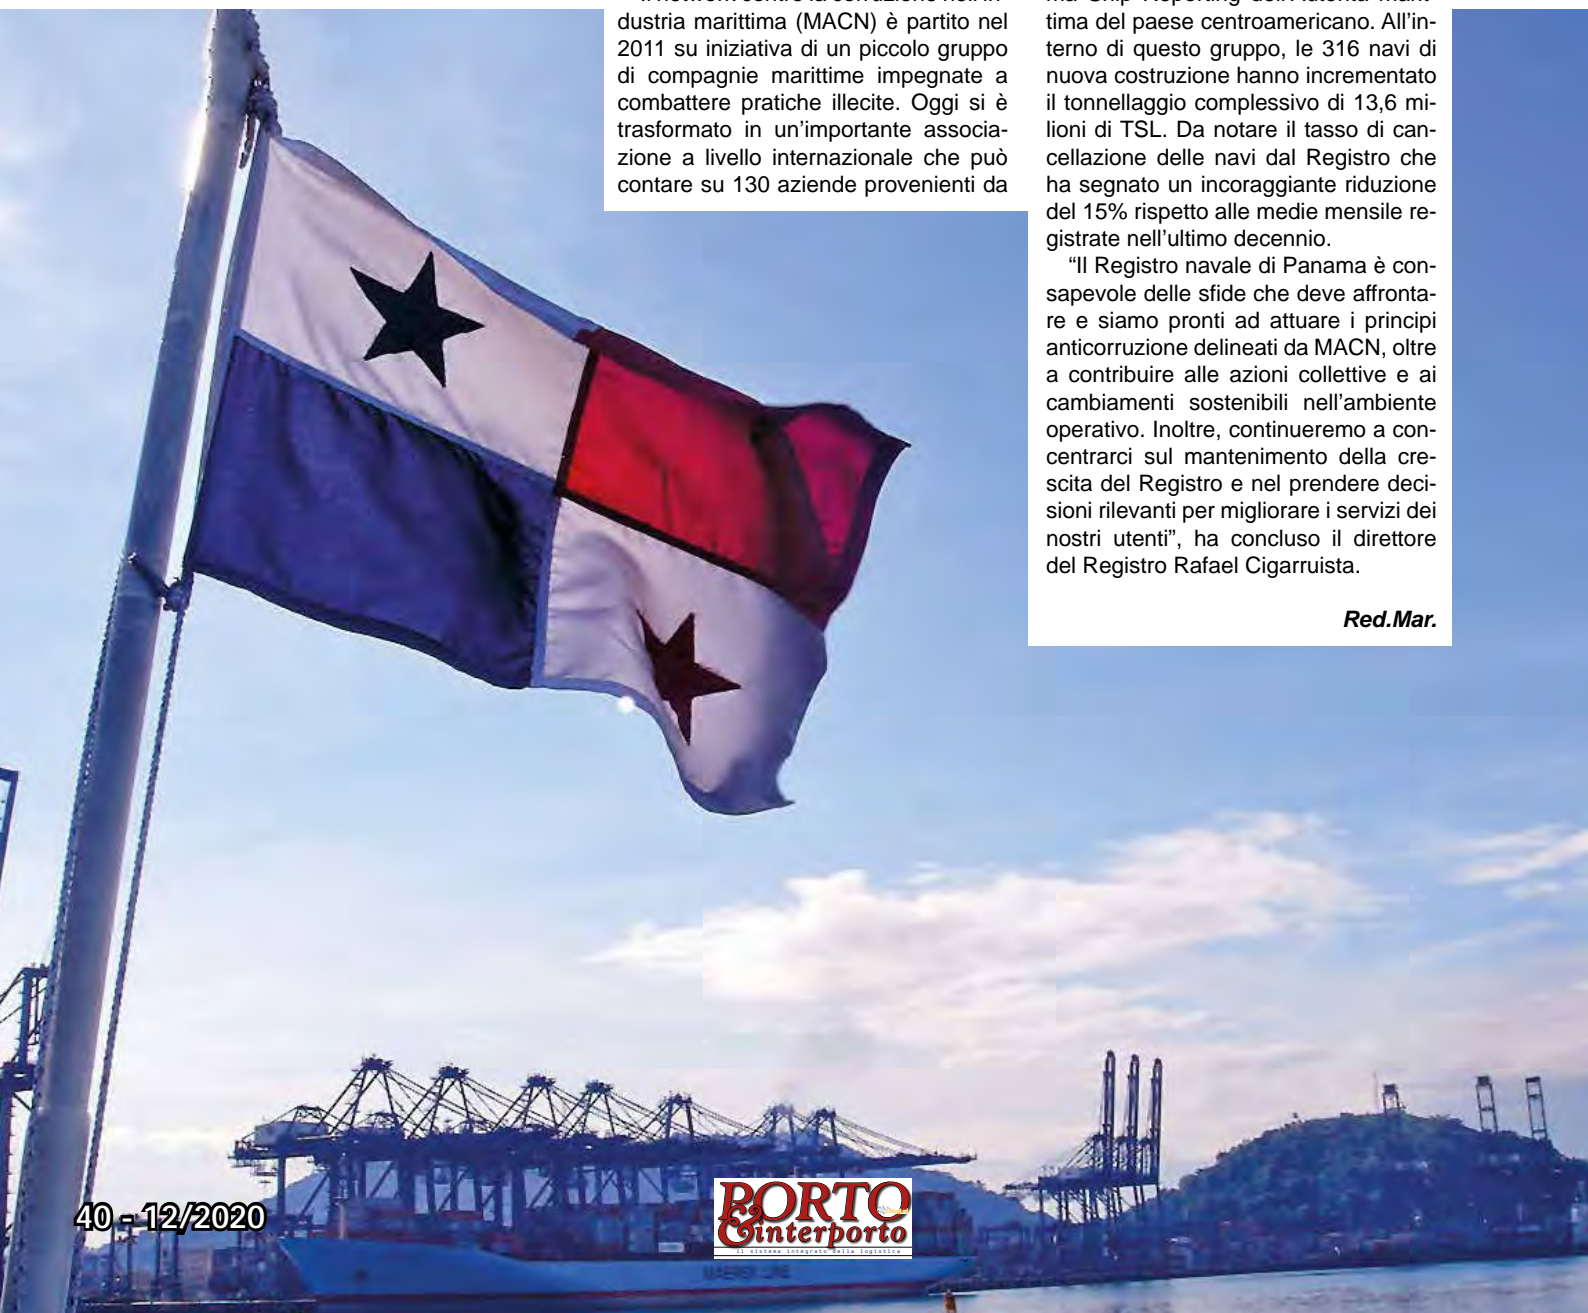 dustria marittima (MACN) è partito nel
2011 su iniziativa di un piccolo gruppo
di compagnie marittime impegnate a
combattere pratiche illecite. Oggi si è
trasformato in un'importante associa-
zione a livello internazionale che può
contare su 130 aziende provenienti da
tima del paese centroamericano. All'in-
terno di questo gruppo, le 316 navi di
nuova costruzione hanno incrementato
il tonnellaggio complessivo di 13,6 mi-
lioni di TSL. Da notare il tasso di can-
cellazione delle navi dal Registro che
ha segnato un incoraggiante riduzione
del 15% rispetto alle medie mensile re-
gistrate nell'ultimo decennio.
“Il Registro navale di Panama è con-
sapevole delle sfide che deve affronta-
re e siamo pronti ad attuare i principi
anticorruzione delineati da MACN, oltre
a contribuire alle azioni collettive e ai
cambiamenti sostenibili nell'ambiente
operativo. Inoltre, continueremo a con-
centrarci sul mantenimento della cre-
scita del Registro e nel prendere deci-
sioni rilevanti per migliorare i servizi dei
nostri utenti”, ha concluso il direttore
del Registro Rafael Cigarruista.
Red.Mar.
MAERSK LINE
40 - 12/2020
PORTO
&interporto
il sistema integrato della logistica